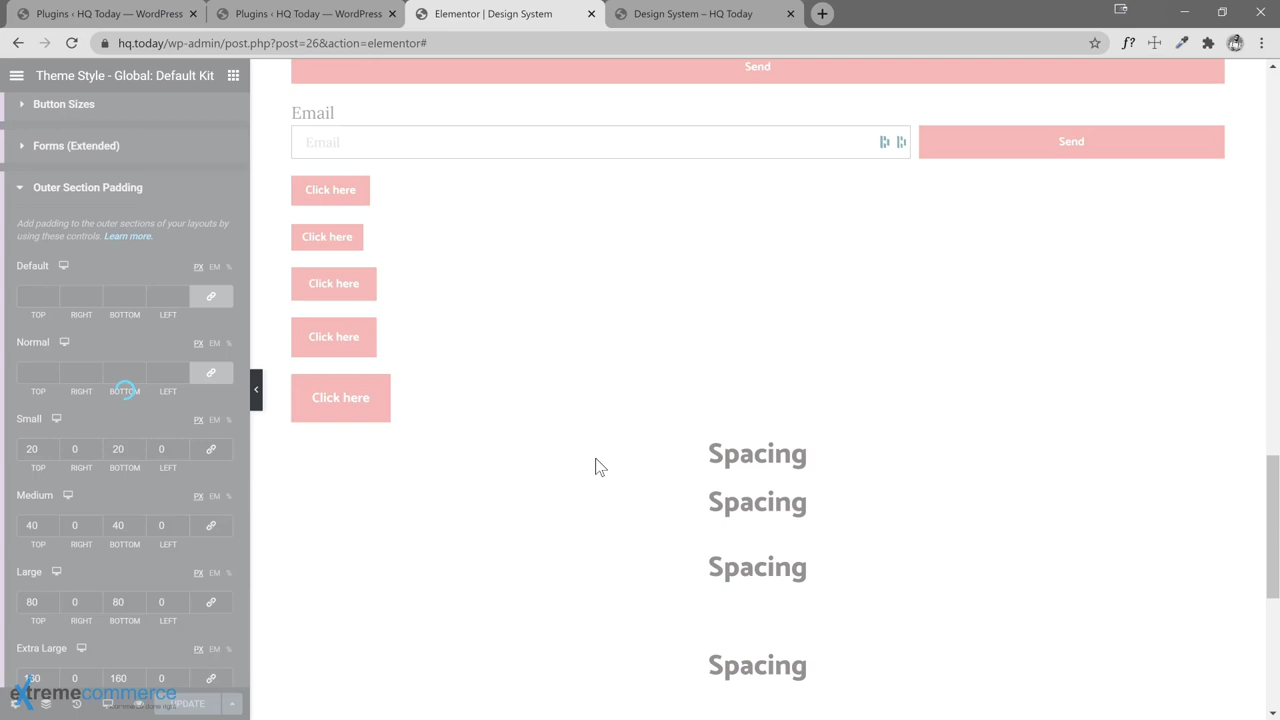 Plugins ‹ HQ Today — WordPress
Plugins ‹ HQ Today — WordPress
Elementor | Design System
Design System – HQ Today
hq.today/wp-admin/post.php?post=26&action=elementor#
Theme Style - Global: Default Kit
Button Sizes
Forms (Extended)
Outer Section Padding
Add padding to the outer sections of your layouts by
using these controls. Learn more.
Default
PX EM %
TOP RIGHT BOTTOM LEFT
Normal
PX EM %
TOP RIGHT BOTTOM LEFT
Small
PX EM %
20 0 20 0
TOP RIGHT BOTTOM LEFT
Medium
PX EM %
40 0 40 0
TOP RIGHT BOTTOM LEFT
Large
PX EM %
80 0 80 0
TOP RIGHT BOTTOM LEFT
Extra Large
PX EM %
160 0 160 0
extremecommerce
commerce done right
UPDATE
Send
Email
Email
Send
Click here
Click here
Click here
Click here
Click here
Spacing
Spacing
Spacing
Spacing